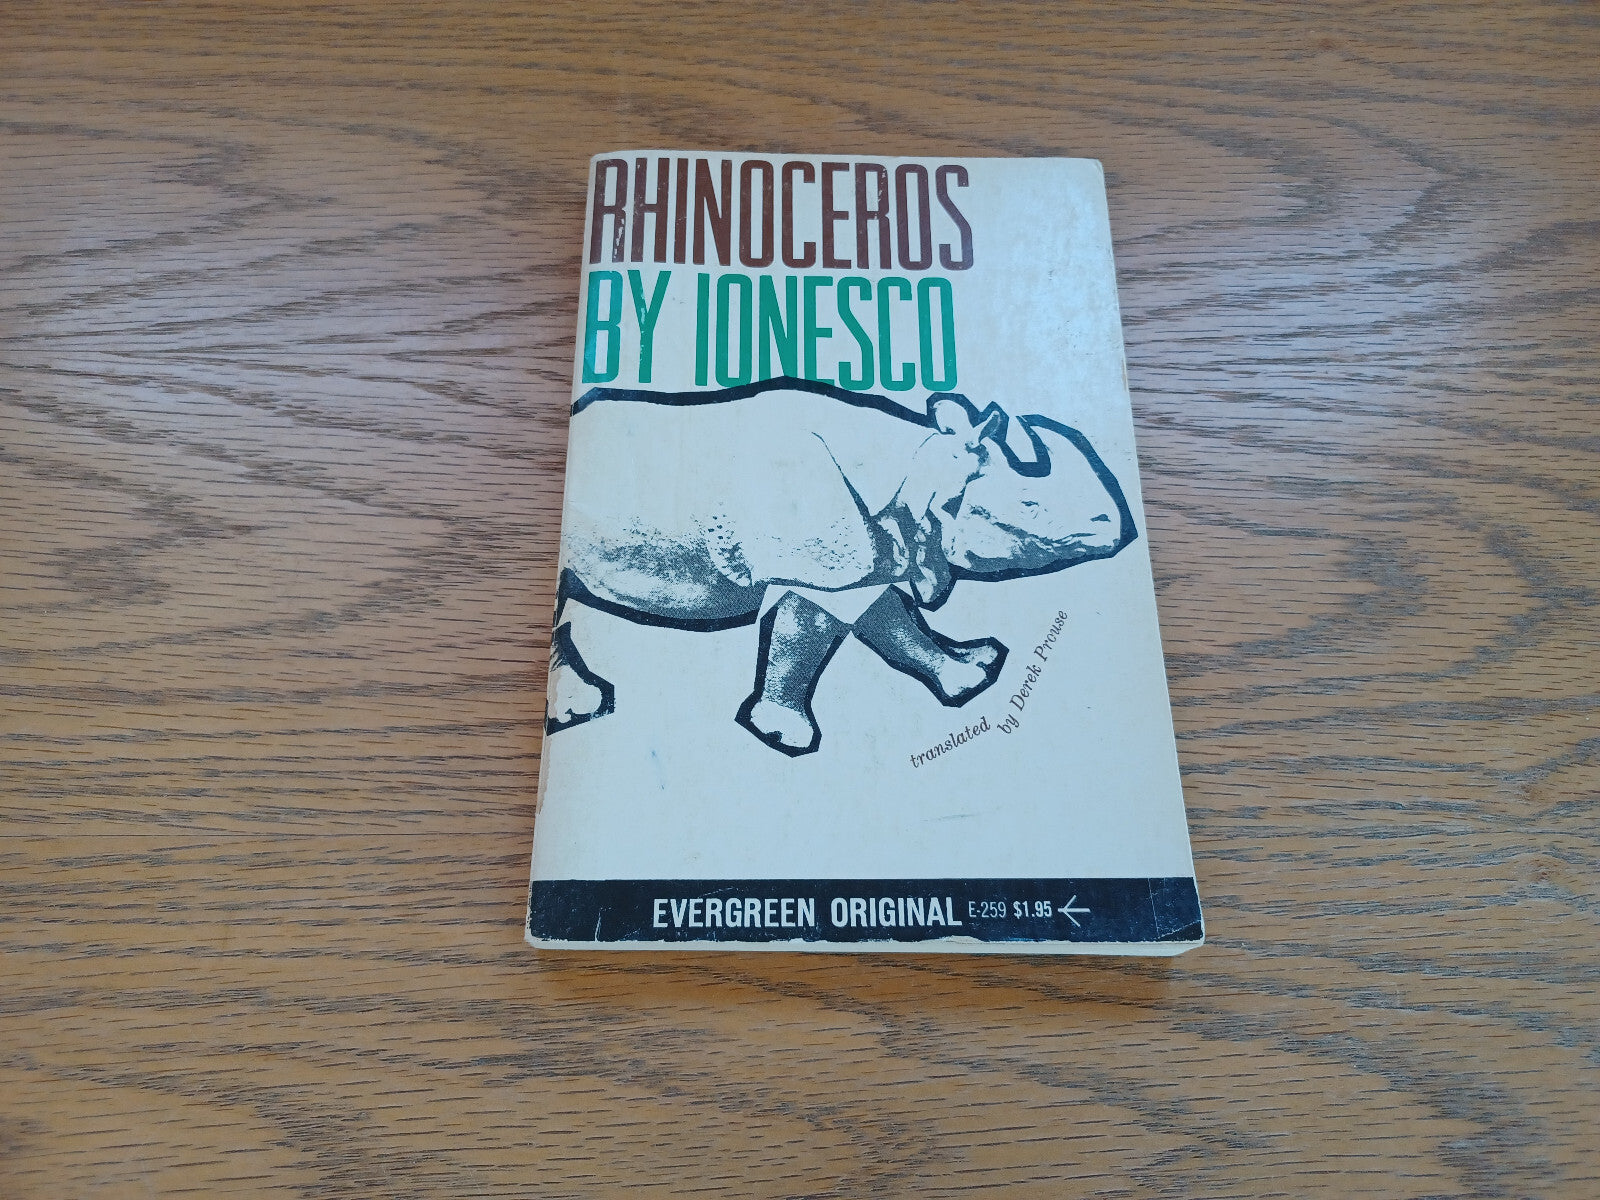 RHINOCEROS
BY IONESCO
translated
by Derek Prouse
EVERGREEN ORIGINAL E-259 $1.95